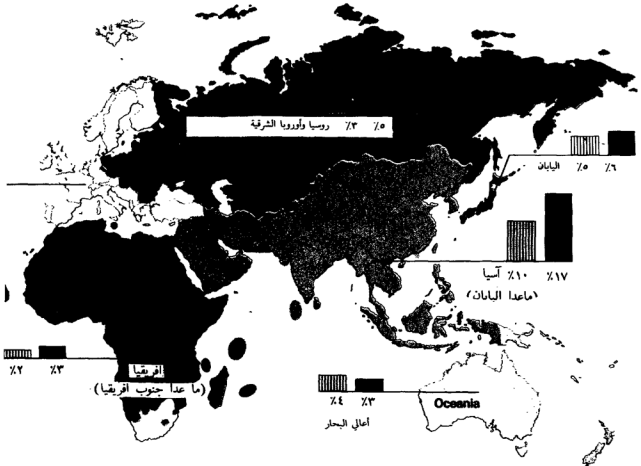 روسيا وأوروبا الشرقية ٣٪ ٥٪
اليابان ٥٪ ٦٪
آسيا ١٠٪ ١٧٪
(ماعدا اليابان)
٢٪ ٣٪
افريقيا
(ما عدا جنوب افريقيا)
٤٪ ٣٪
أعالي البحار
Oceania